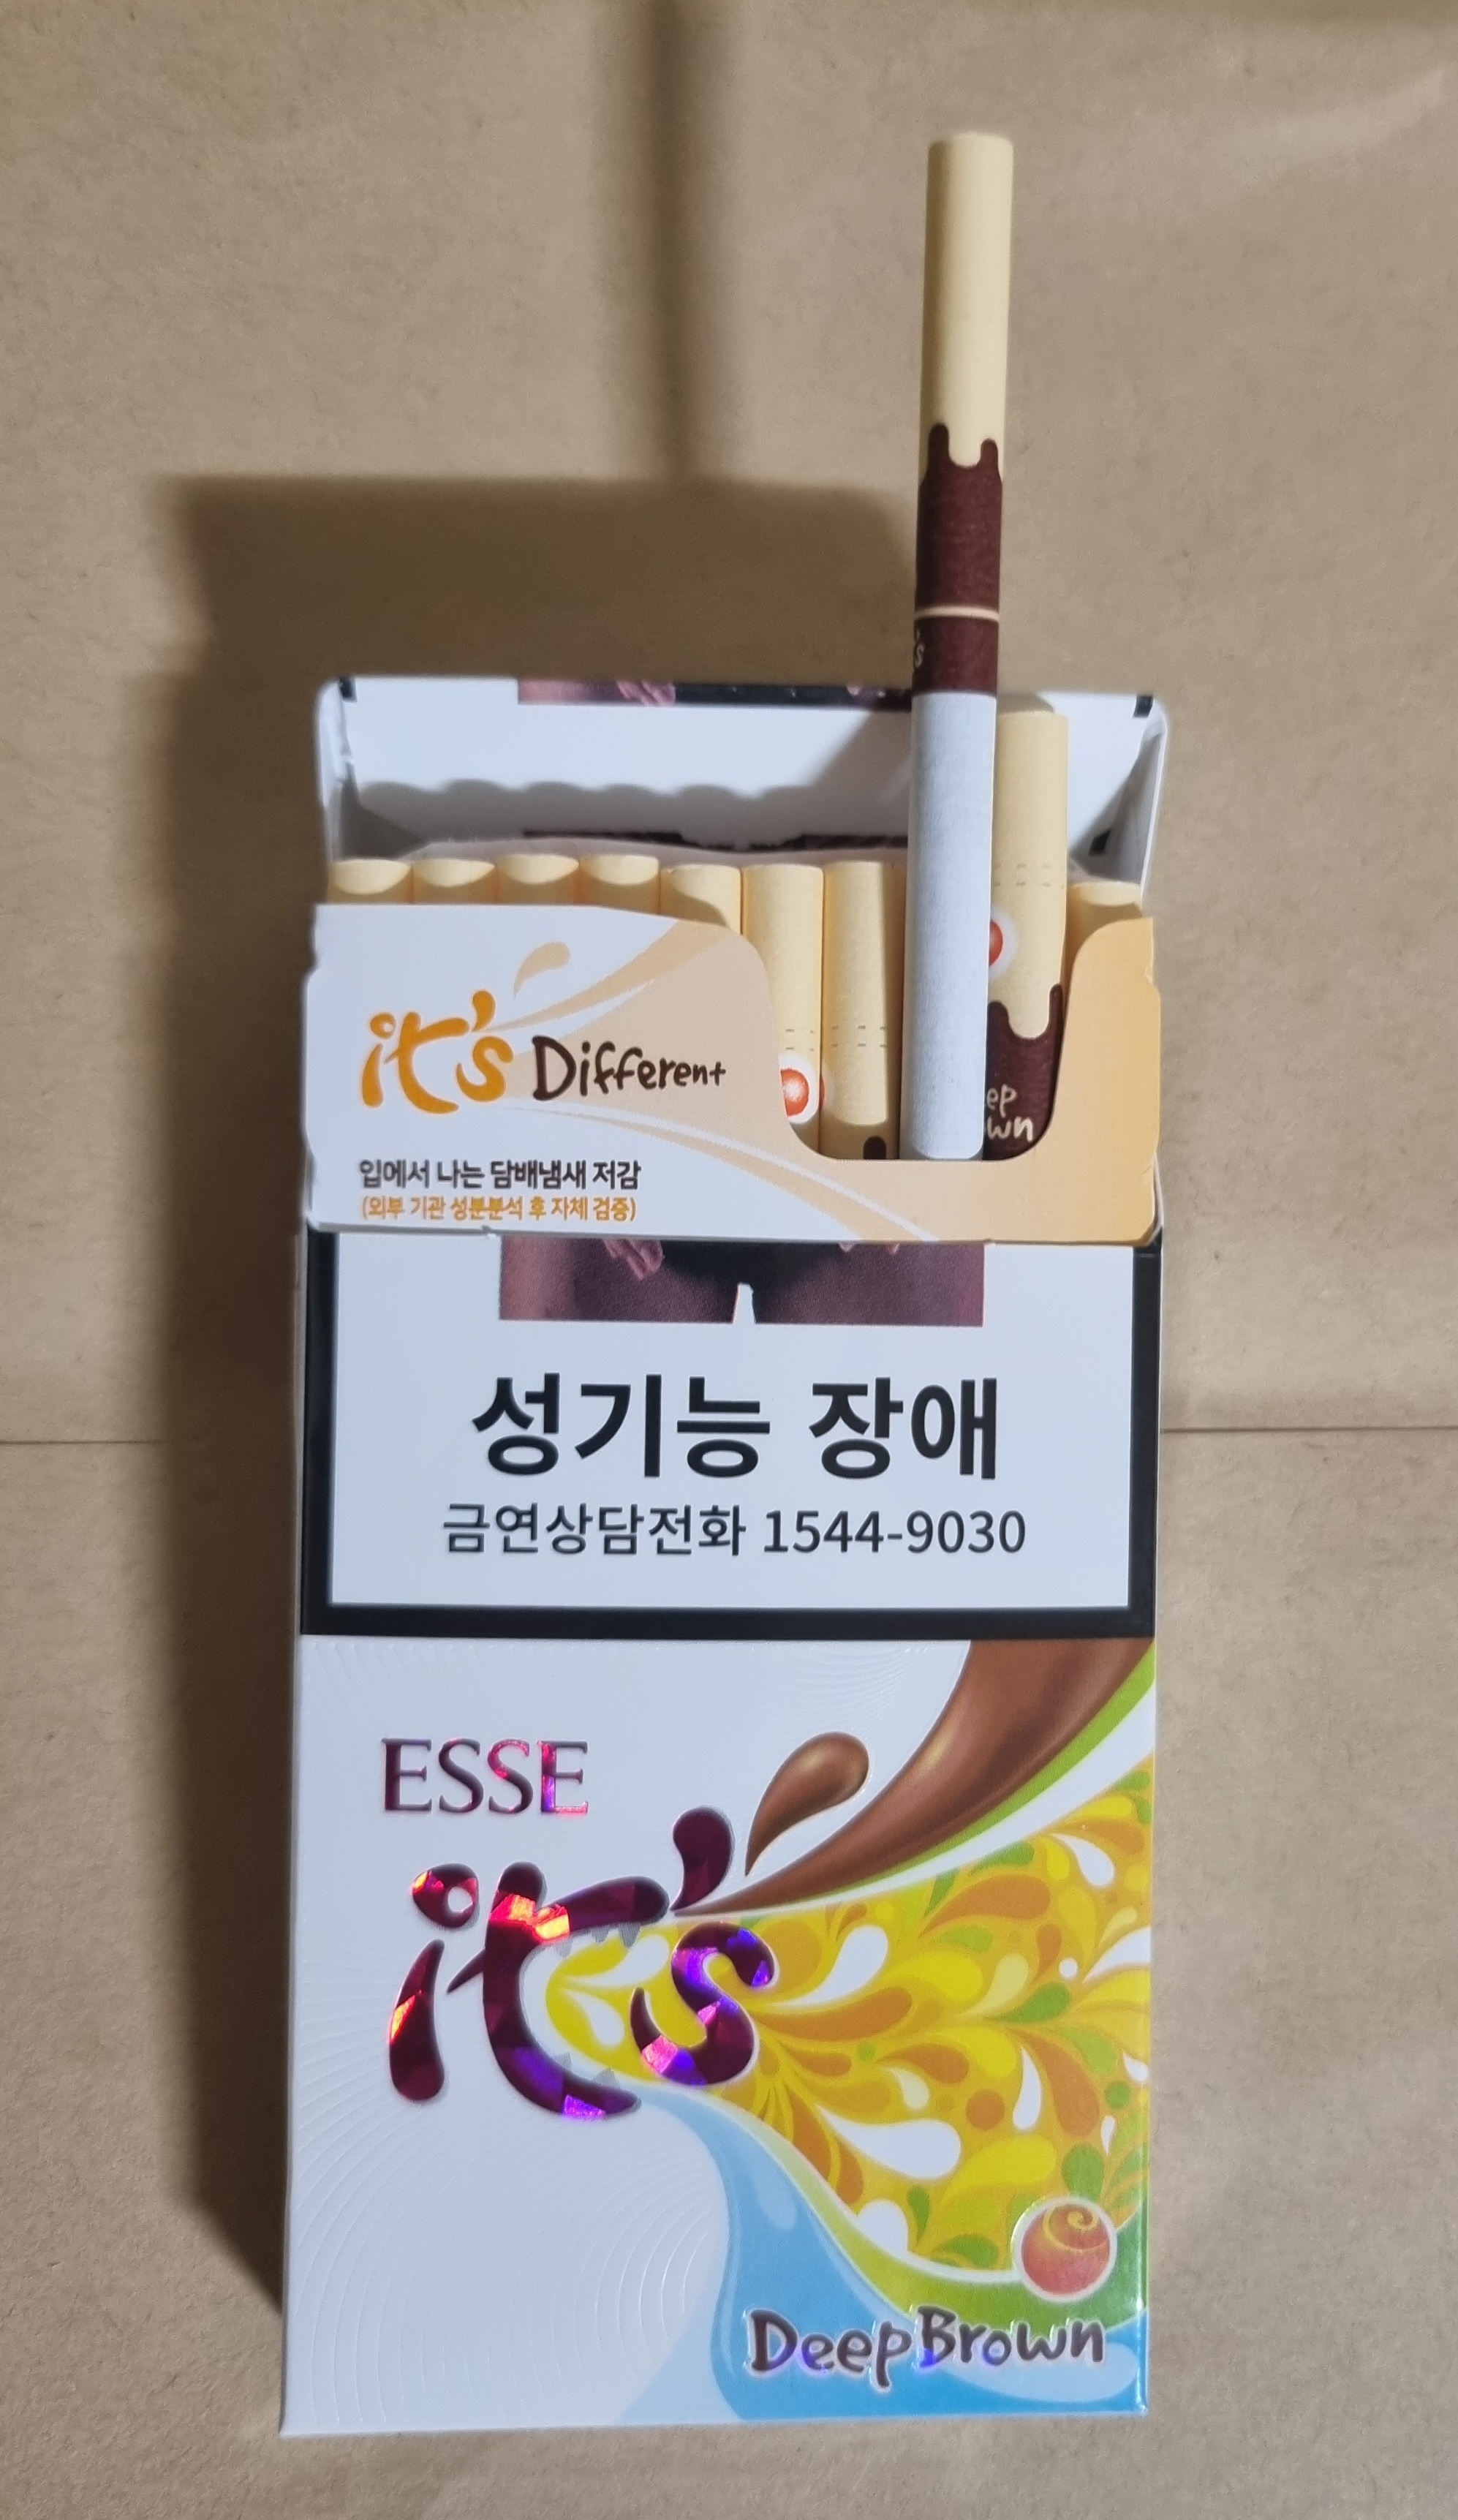 it's Different
입에서 나는 담배냄새 저감
(외부 기관 성분분석 후 자체 검증)
성기능 장애
금연상담전화 1544-9030
ESSE
it's
Deep Brown